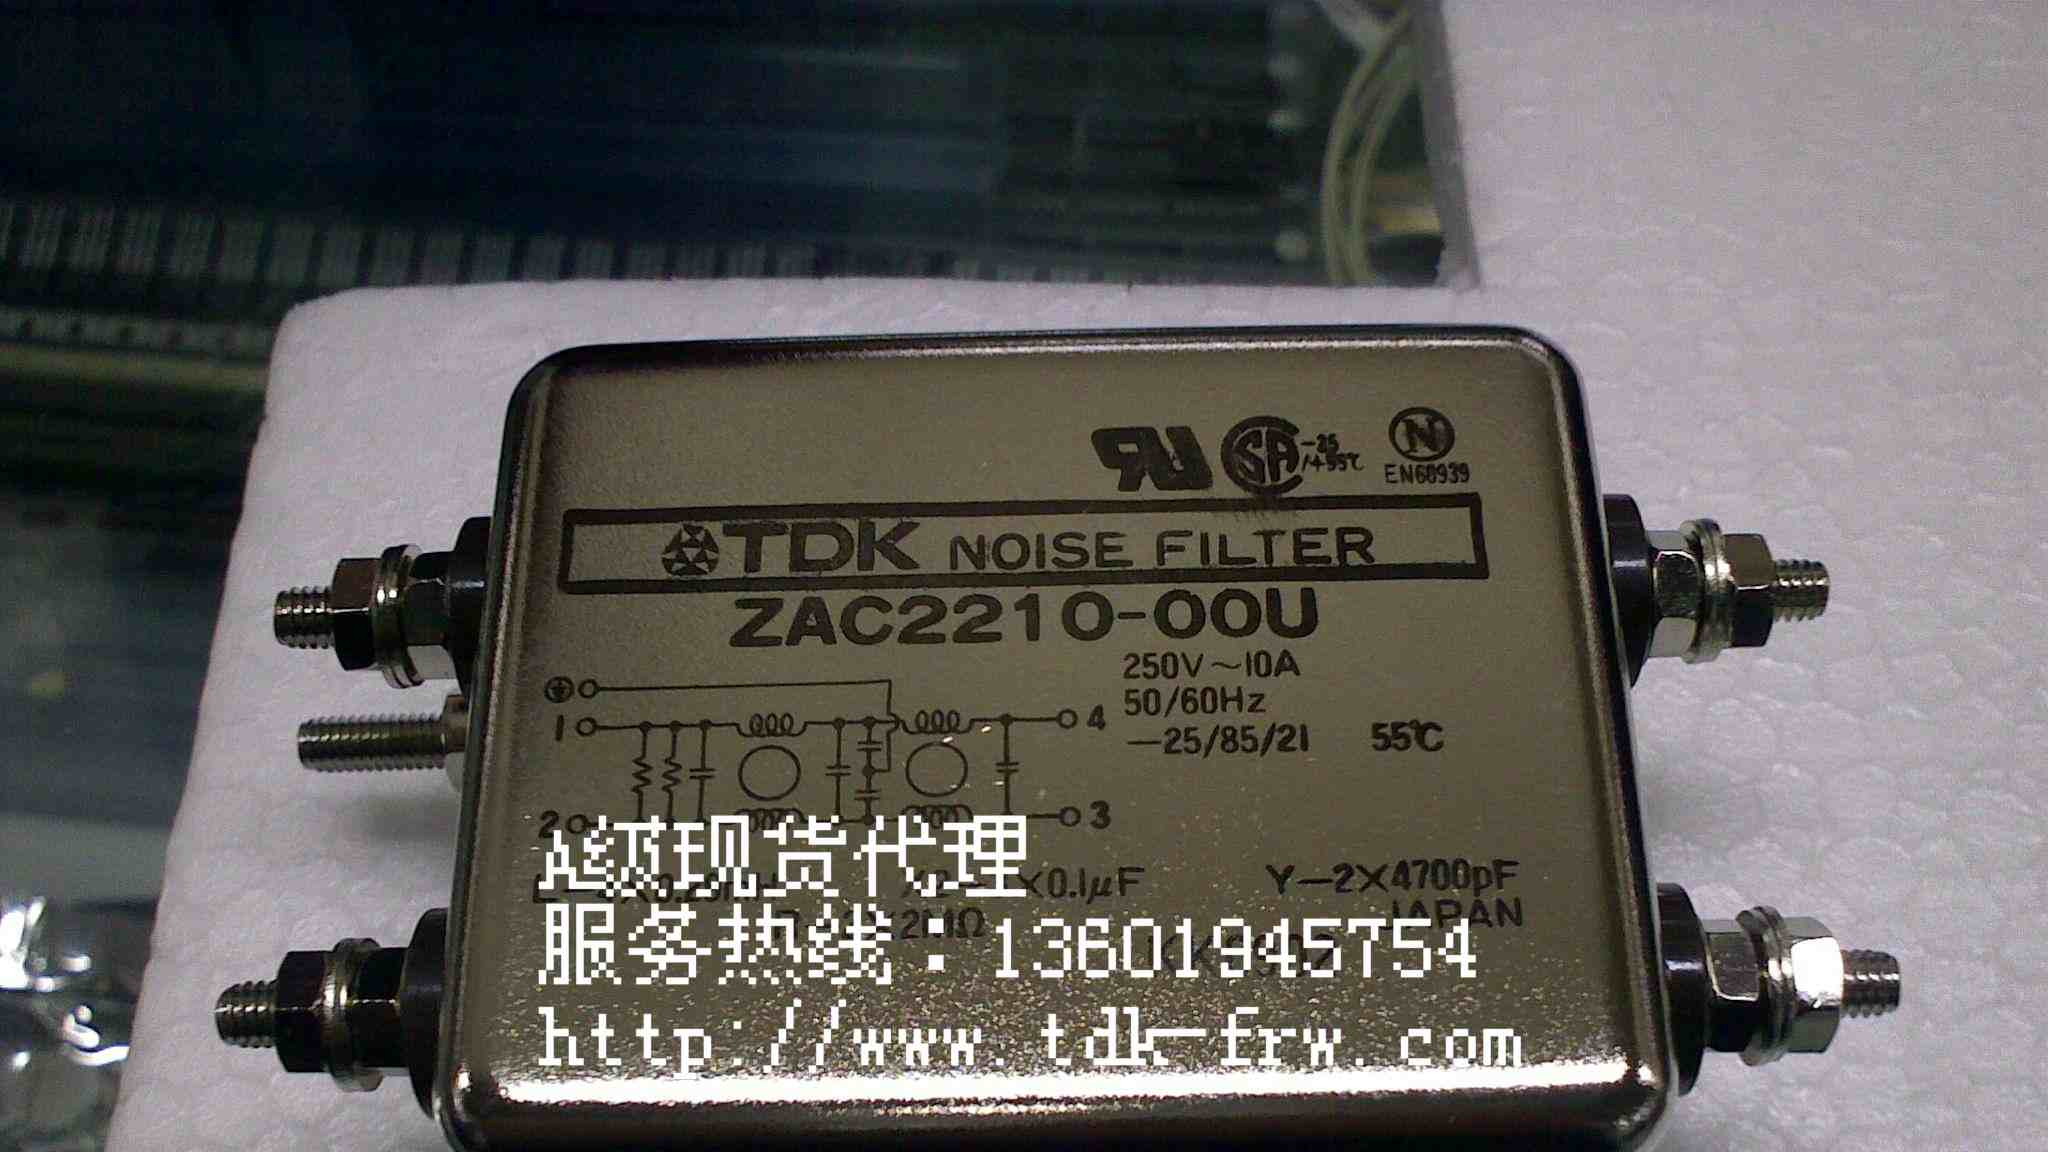 -25
/+55℃
N
EN60939
TDK NOISE FILTER
ZAC2210-00U
250V~10A
50/60Hz
-25/85/21 55℃
1
4
2
3
A级现货代理
×0.1μF Y-2×4700pF
2MΩ JAPAN
服务热线：13601945754
http://www.tdk-frw.com